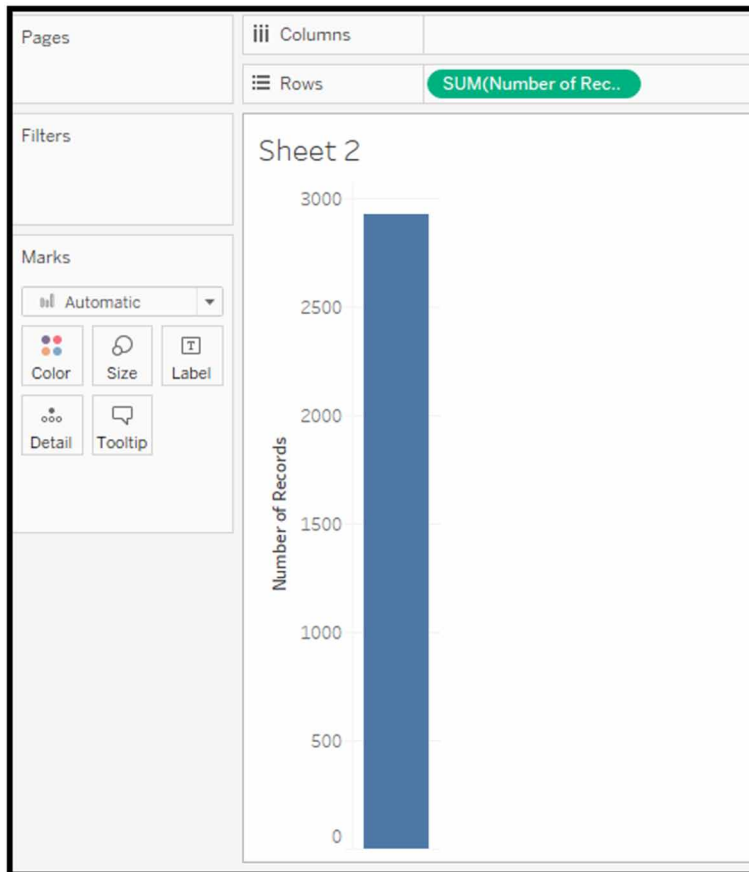 Pages
Columns
Rows
SUM(Number of Rec..
Filters
Sheet 2
Marks
Automatic
Color
Size
T
Label
Detail
Tooltip
Number of Records
3000
2500
2000
1500
1000
500
0